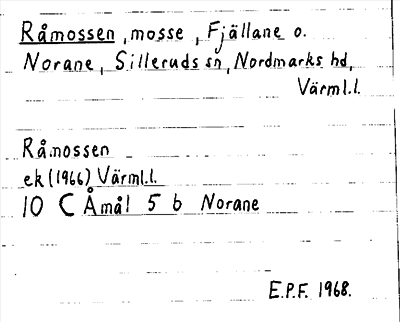 Råmossen, mosse, Fjällane o.
Norane, Silleruds sn, Nordmarks hd,
Värml.l.
Råmossen
ek (1966) Värml.l.
10 C Åmål 5 b Norane
E.P.F. 1968.